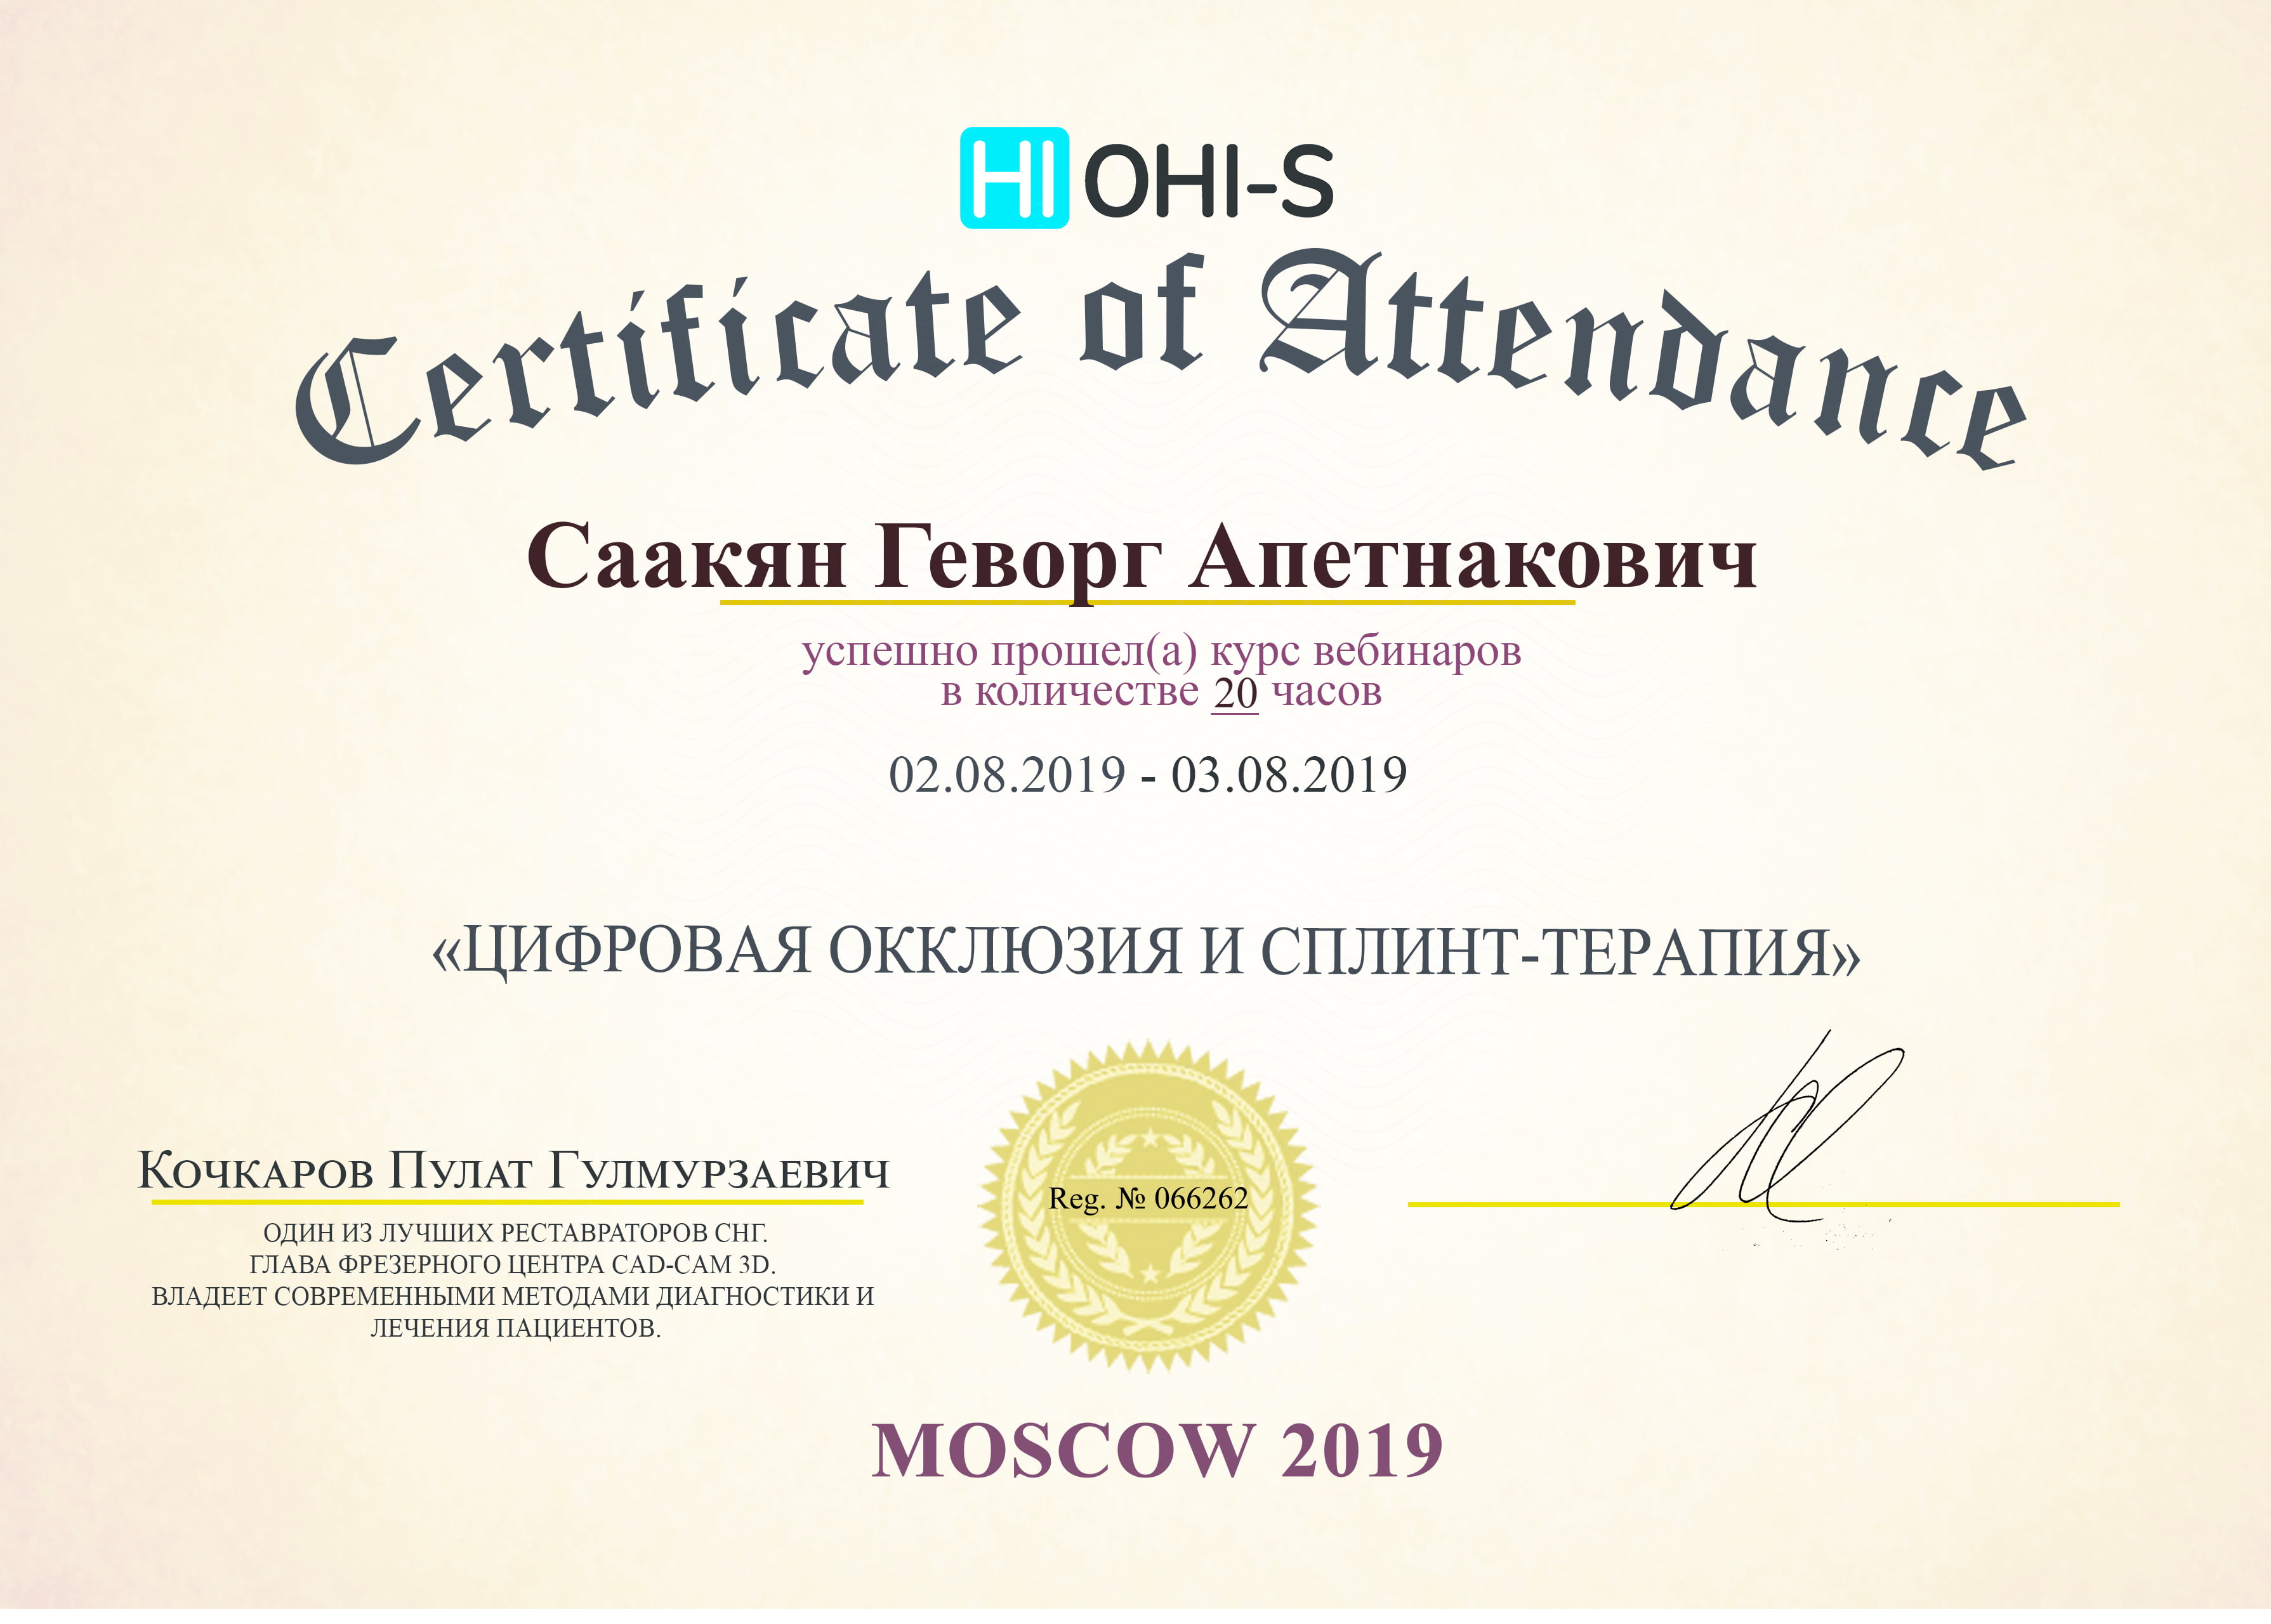 HI OHI-S
Certificate of Attendance
Саакян Геворг Апетнакович
успешно прошел(а) курс вебинаров
в количестве 20 часов
02.08.2019 - 03.08.2019
«ЦИФРОВАЯ ОККЛЮЗИЯ И СПЛИНТ-ТЕРАПИЯ»
Кочкаров Пулат Гулмурзаевич
ОДИН ИЗ ЛУЧШИХ РЕСТАВРАТОРОВ СНГ.
ГЛАВА ФРЕЗЕРНОГО ЦЕНТРА CAD-CAM 3D.
ВЛАДЕЕТ СОВРЕМЕННЫМИ МЕТОДАМИ ДИАГНОСТИКИ И
ЛЕЧЕНИЯ ПАЦИЕНТОВ.
Reg. № 066262
MOSCOW 2019